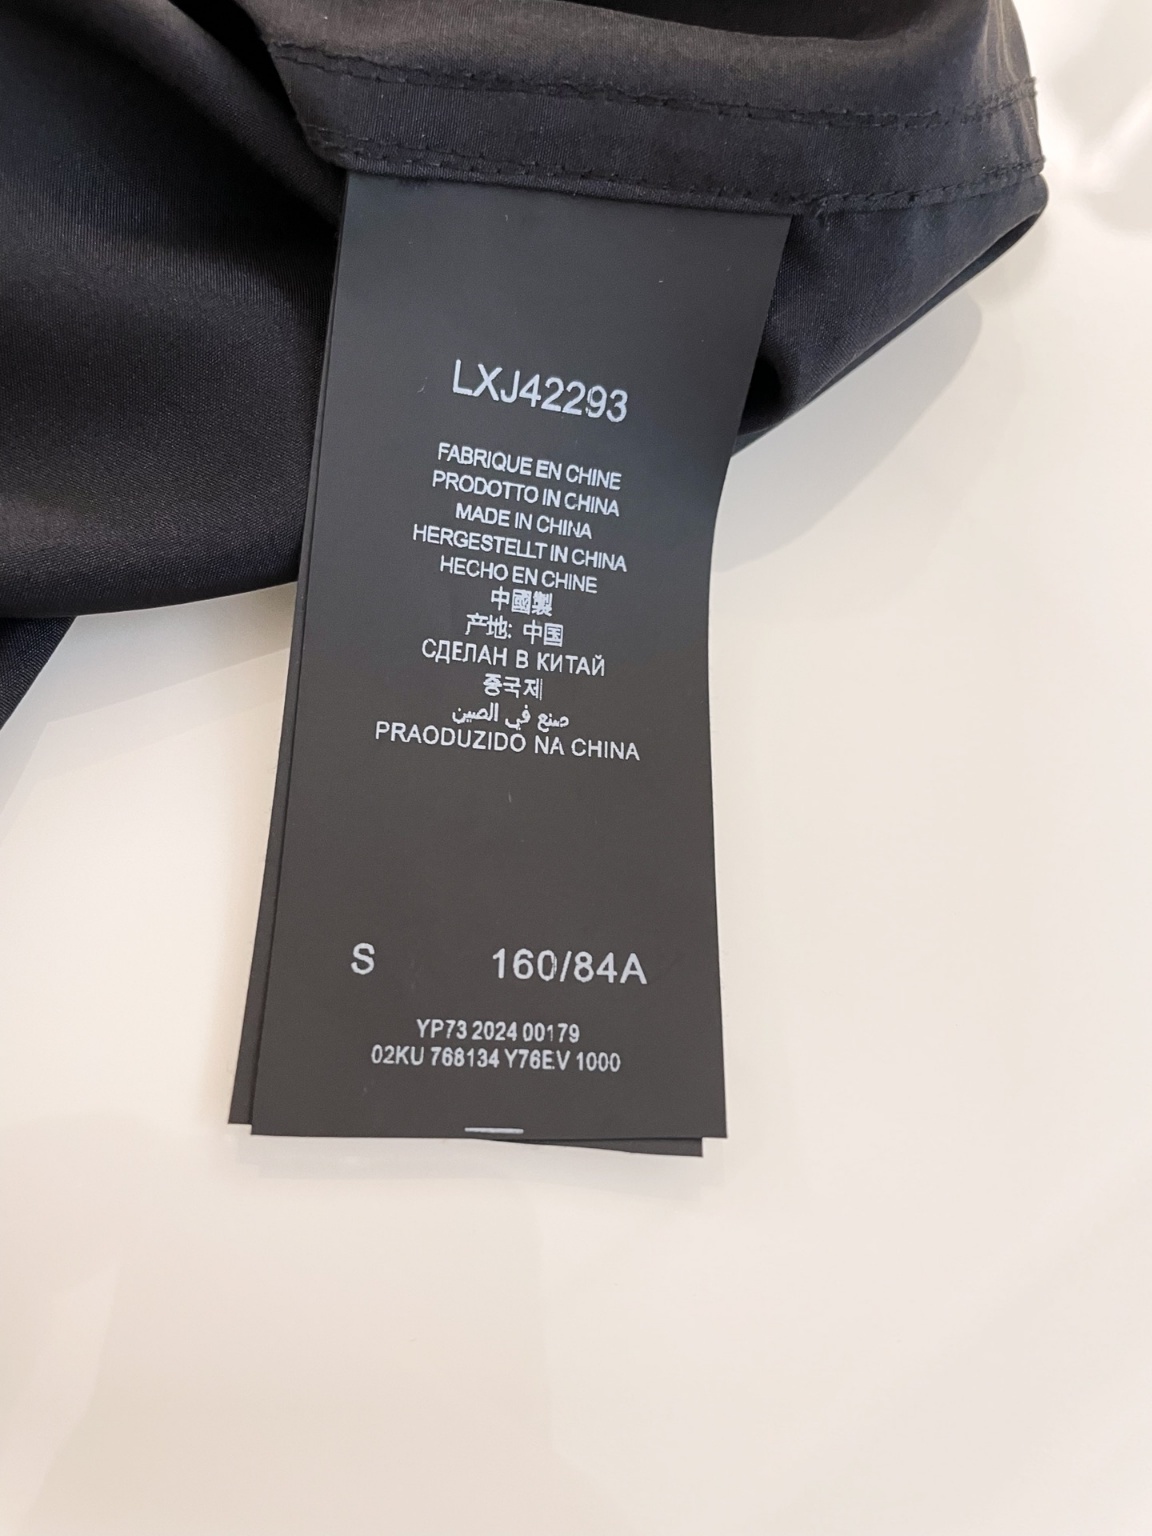 LXJ42293
FABRIQUE EN CHINE
PRODOTTO IN CHINA
MADE IN CHINA
HERGESTELLT IN CHINA
HECHO EN CHINE
中國製
产地: 中国
СДЕЛАН В КИТАЙ
중국제
صنع في الصين
PRAODUZIDO NA CHINA
S 160/84A
YP73 2024 00179
02KU 768134 Y76E.V 1000